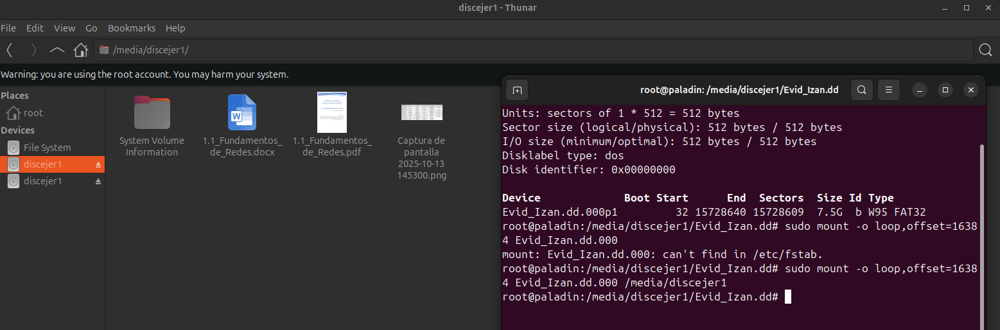 discejer1 - Thunar
File Edit View Go Bookmarks Help
/media/discejer1/
Warning: you are using the root account. You may harm your system.
Places
root
Devices
File System
discejer1
discejer1
System Volume
Information
1.1_Fundamentos_
de_Redes.docx
1.1_Fundamentos_
de_Redes.pdf
Captura de
pantalla
2025-10-13
145300.png
root@paladin: /media/discejer1/Evid_Izan.dd
Units: sectors of 1 * 512 = 512 bytes
Sector size (logical/physical): 512 bytes / 512 bytes
I/O size (minimum/optimal): 512 bytes / 512 bytes
Disklabel type: dos
Disk identifier: 0x00000000
Device Boot Start End Sectors Size Id Type
Evid_Izan.dd.000p1 32 15728640 15728609 7.5G b W95 FAT32
root@paladin:/media/discejer1/Evid_Izan.dd# sudo mount -o loop,offset=1638
4 Evid_Izan.dd.000
mount: Evid_Izan.dd.000: can't find in /etc/fstab.
root@paladin:/media/discejer1/Evid_Izan.dd# sudo mount -o loop,offset=1638
4 Evid_Izan.dd.000 /media/discejer1
root@paladin:/media/discejer1/Evid_Izan.dd#